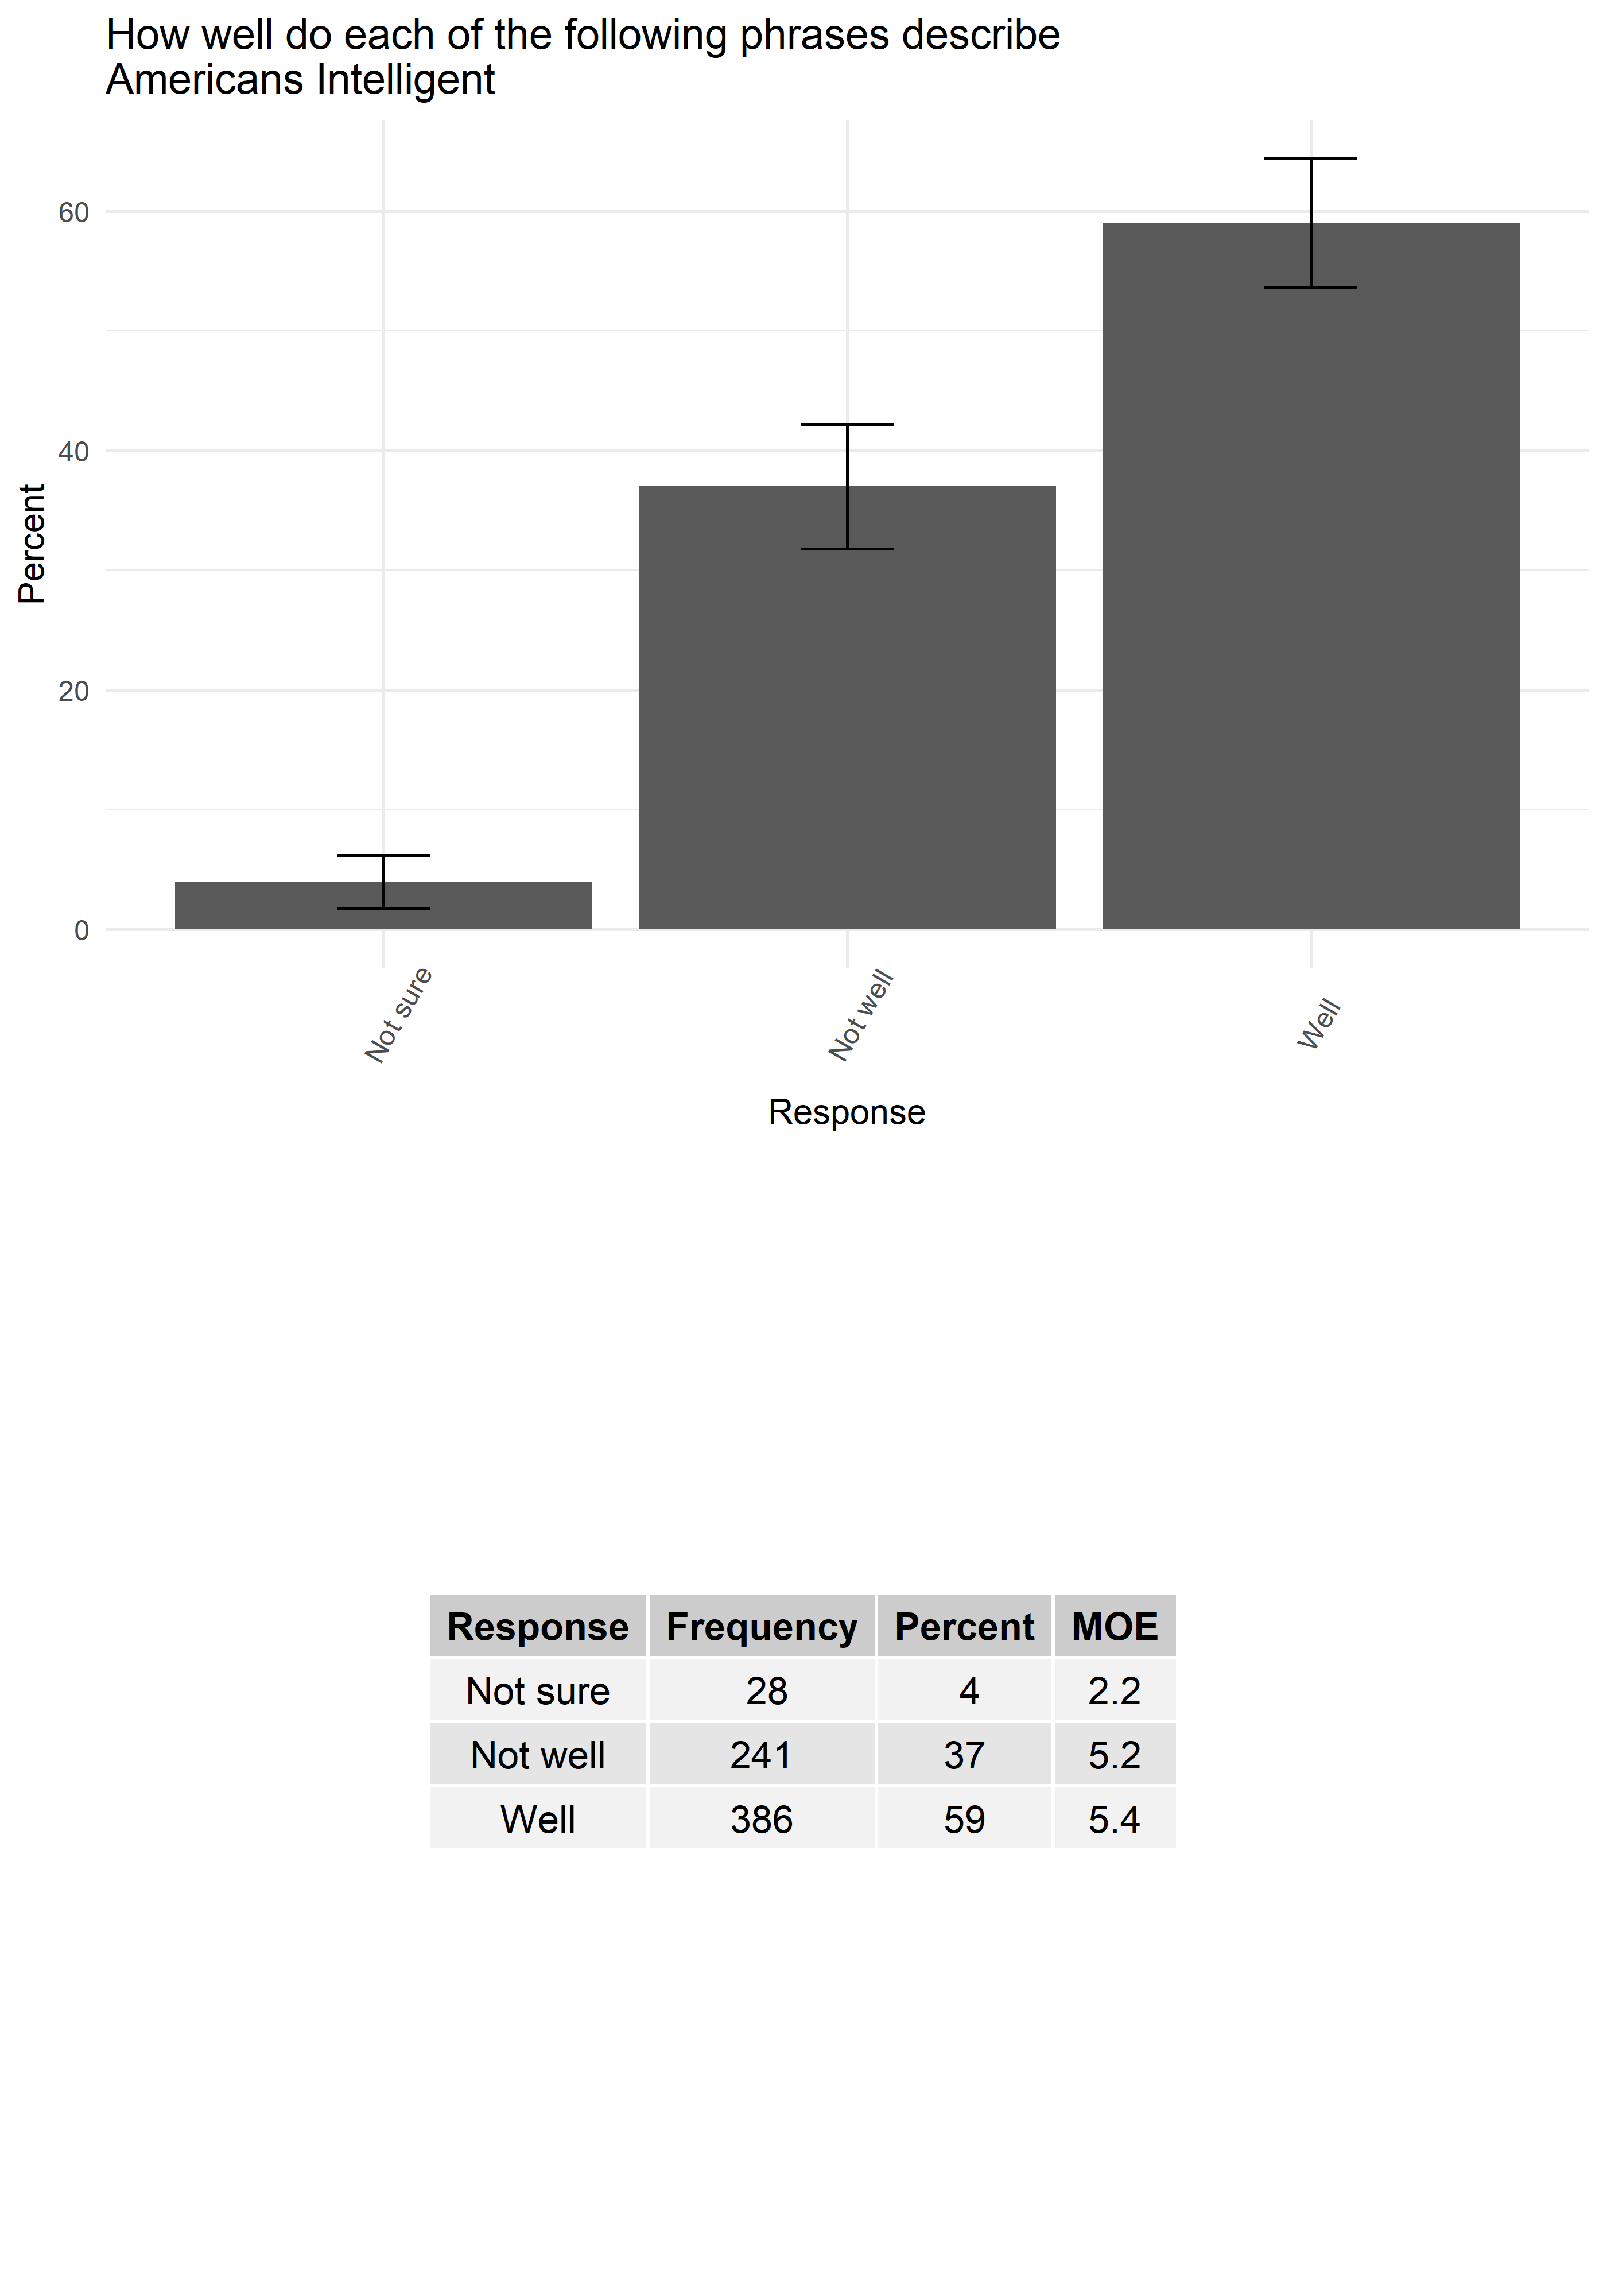 How well do each of the following phrases describe
Americans Intelligent
60
40
20
0
Percent
Not sure
Not well
Well
Response
Response Frequency Percent MOE
Not sure 28 4 2.2
Not well 241 37 5.2
Well 386 59 5.4